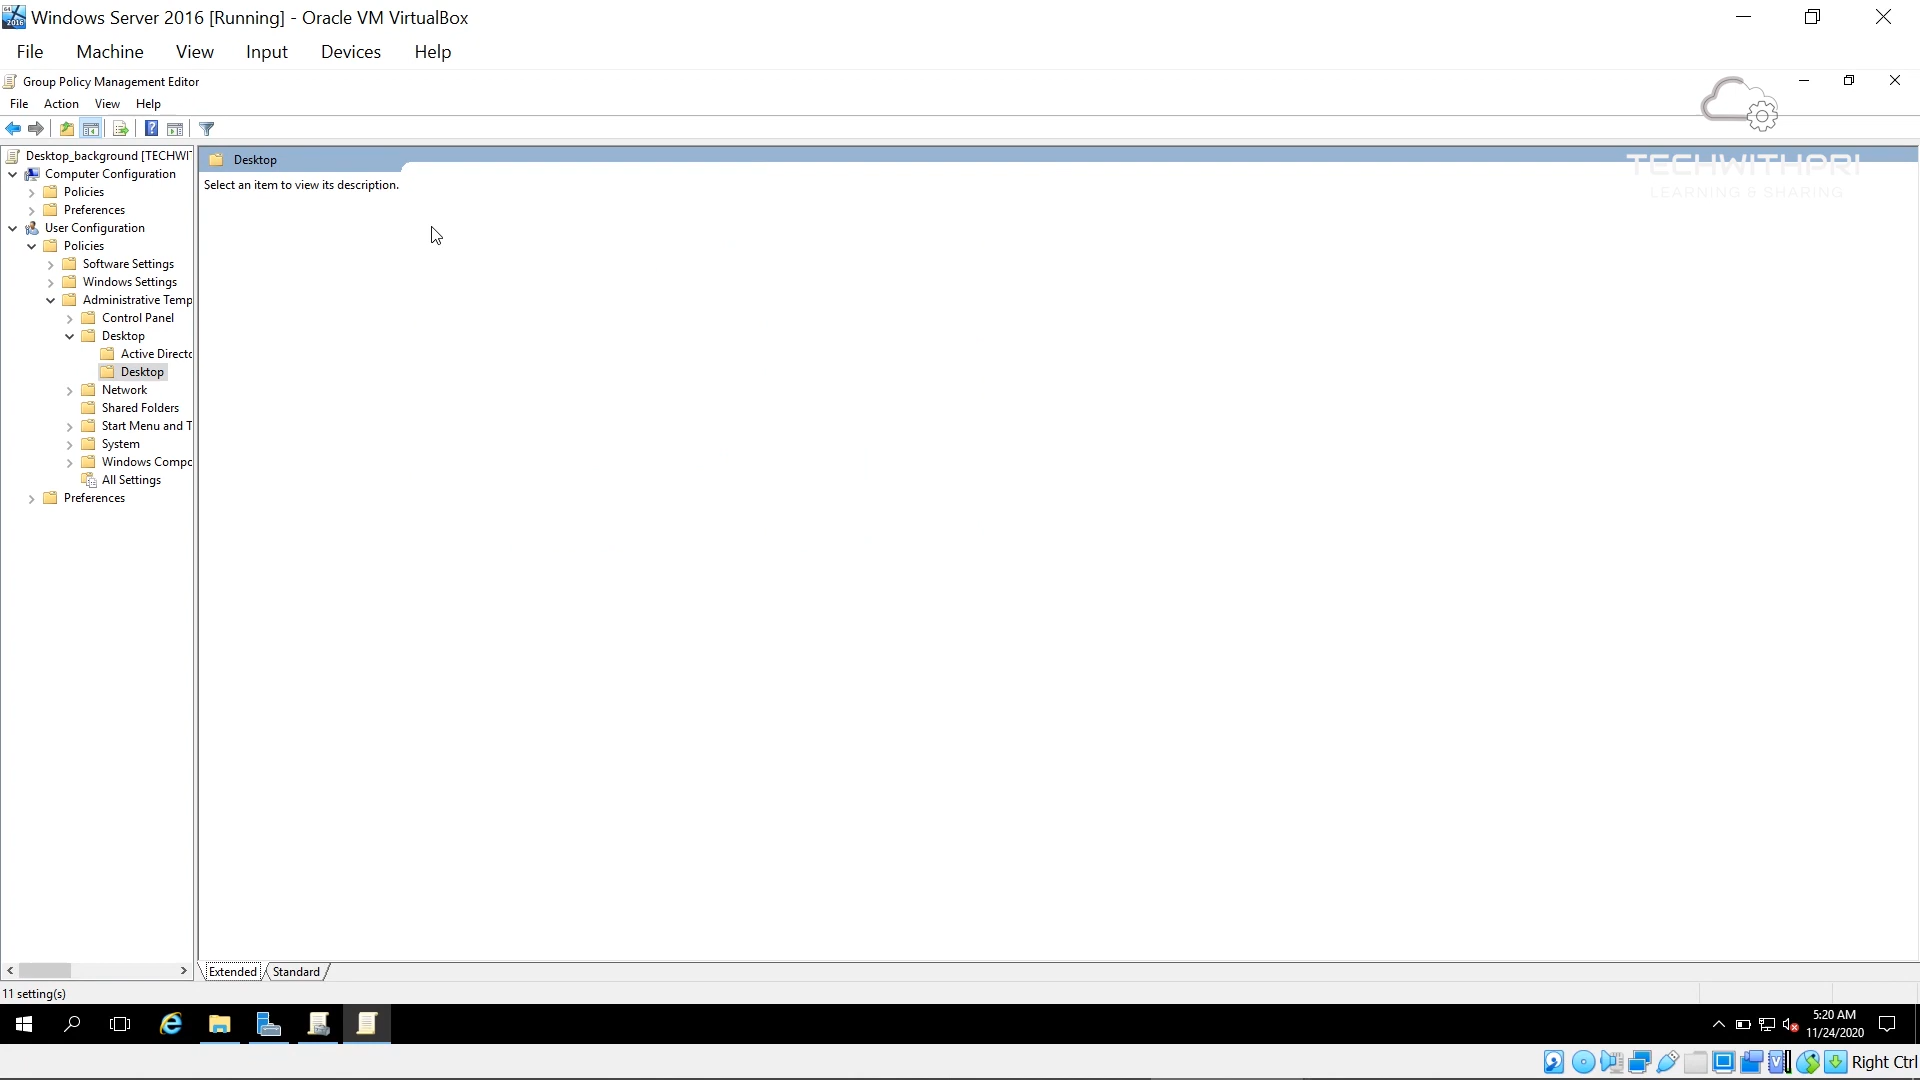 Windows Server 2016 [Running] - Oracle VM VirtualBox
File Machine View Input Devices Help
Group Policy Management Editor
File Action View Help
Desktop_background [TECHWI
Computer Configuration
Policies
Preferences
User Configuration
Policies
Software Settings
Windows Settings
Administrative Temp
Control Panel
Desktop
Active Directo
Desktop
Network
Shared Folders
Start Menu and T
System
Windows Compo
All Settings
Preferences
Desktop
Select an item to view its description.
TECHWITHPRI
LEARNING & SHARING
Extended Standard
11 setting(s)
5:20 AM
11/24/2020
Right Ctrl